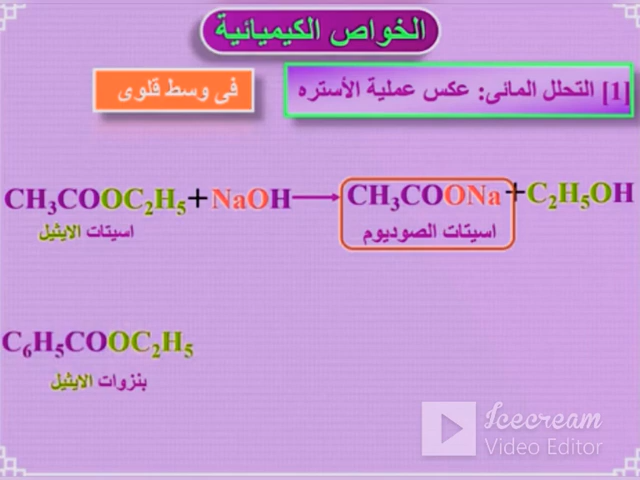 الخواص الكيميائية
[1] التحلل المائى: عكس عملية الأستره
فى وسط قلوى
CH₃COOC₂H₅+NaOH→CH₃COONa+C₂H₅OH
اسيتات الايثيل
اسيتات الصوديوم
C₆H₅COOC₂H₅
بنزوات الايثيل
Icecream
Video Editor